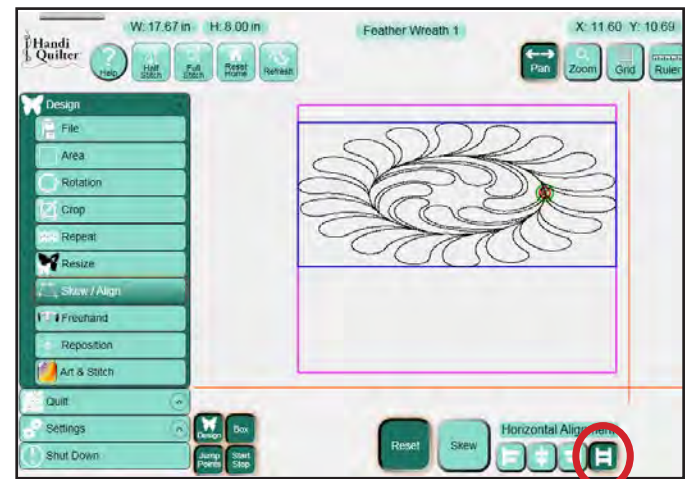 W: 17.67 in H: 8.00 in Feather Wreath 1 X: 11.60 Y: 10.69
Handi
Quilter
Help
Half
Stitch
Full
Stitch
Reset
Home
Refresh
Pan
Zoom
Grid
Ruler
Design
File
Area
Rotation
Crop
Repeat
Resize
Skew / Align
Freehand
Reposition
Art & Stitch
Quilt
Settings
Shut Down
Design
Box
Jump
Points
Start
Stop
Reset
Skew
Horizontal Alignment